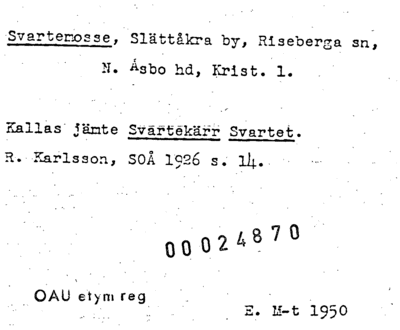 Svartemosse, Slättåkra by, Riseberga sn,
N. Åsbo hd, Krist. l.
Kallas jämte Svartekärr Svartet.
R. Karlsson, SOÅ 1926 s. 14.
00024870
OAU etym reg
E. M-t 1950